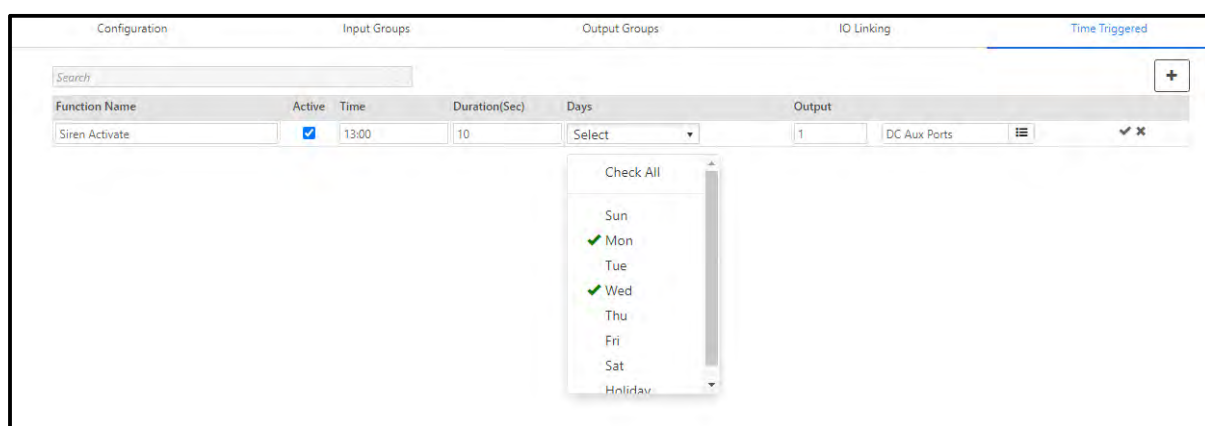 Configuration Input Groups Output Groups IO Linking Time Triggered
Search +
Function Name Active Time Duration(Sec) Days Output
Siren Activate 13:00 10 Select 1 DC Aux Ports
Check All
Sun
Mon
Tue
Wed
Thu
Fri
Sat
Holiday